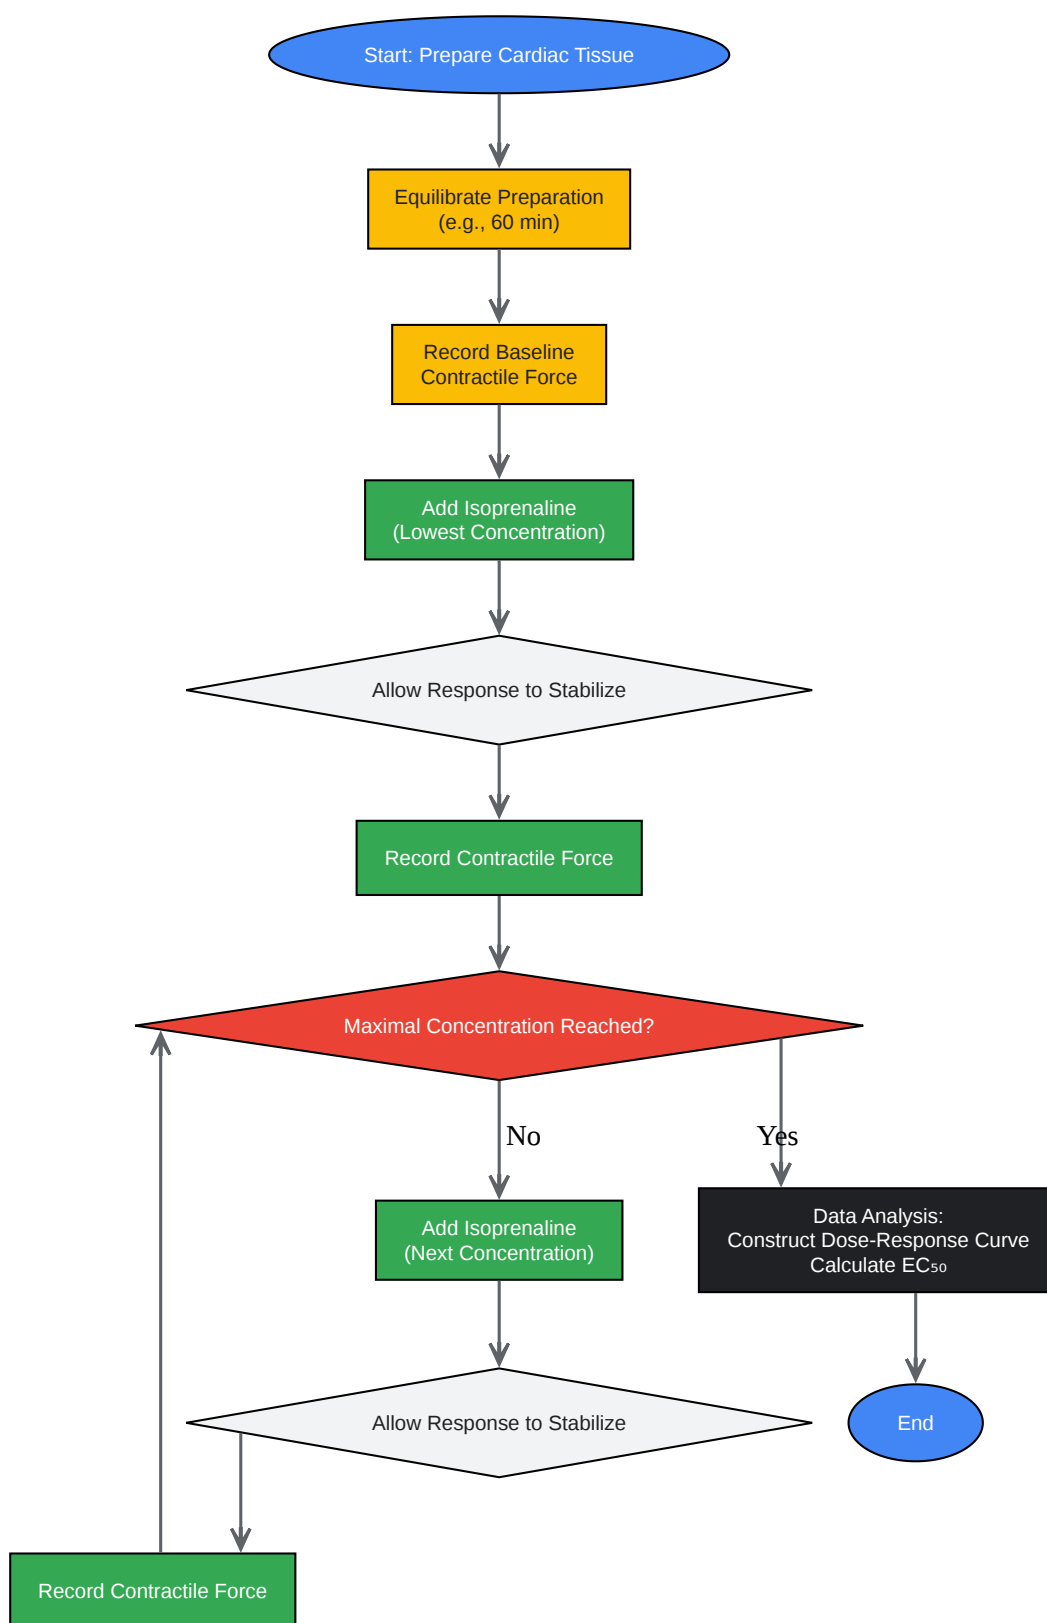 Start: Prepare Cardiac Tissue
Equilibrate Preparation
(e.g., 60 min)
Record Baseline
Contractile Force
Add Isoprenaline
(Lowest Concentration)
Allow Response to Stabilize
Record Contractile Force
Maximal Concentration Reached?
No
Yes
Add Isoprenaline
(Next Concentration)
Data Analysis:
Construct Dose-Response Curve
Calculate EC₅₀
Allow Response to Stabilize
End
Record Contractile Force